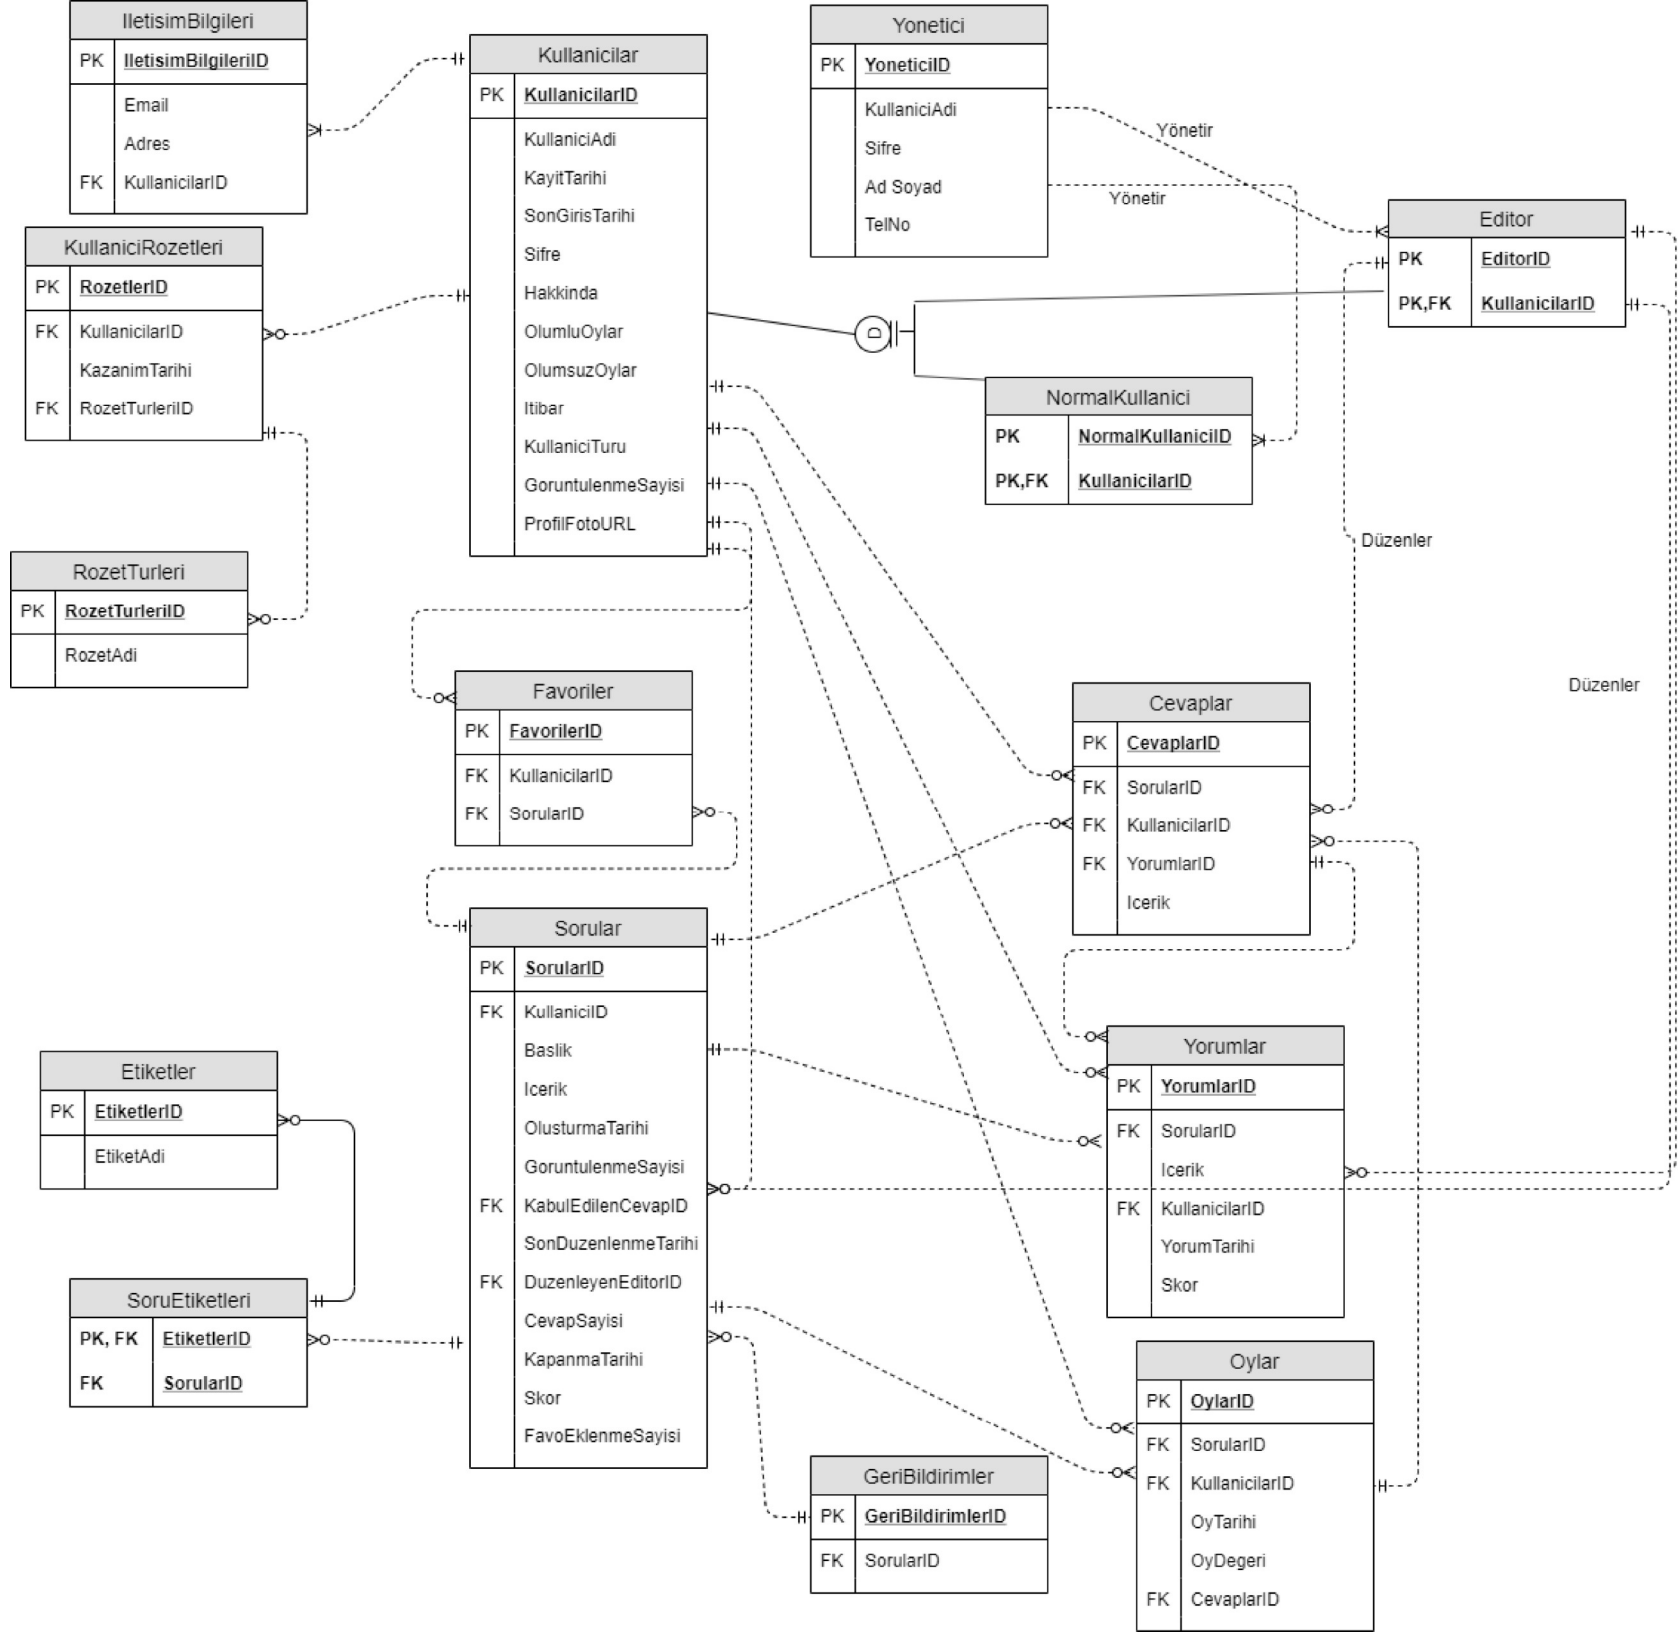 IletisimBilgileri
PK IletisimBilgileriID
Email
Adres
FK KullanicilarID
KullaniciRozetleri
PK RozetlerID
FK KullanicilarID
KazanimTarihi
FK RozetTurleriID
RozetTurleri
PK RozetTurleriID
RozetAdi
Kullanicilar
PK KullanicilarID
KullaniciAdi
KayitTarihi
SonGirisTarihi
Sifre
Hakkinda
OlumluOylar
OlumsuzOylar
Itibar
KullaniciTuru
GoruntulenmeSayisi
ProfilFotoURL
Yonetici
PK YoneticiID
KullaniciAdi
Sifre
Ad Soyad
TelNo
Yönetir
Yönetir
Editor
PK EditorID
PK,FK KullanicilarID
D
NormalKullanici
PK NormalKullaniciID
PK,FK KullanicilarID
Düzenler
Düzenler
Favoriler
PK FavorilerID
FK KullanicilarID
FK SorularID
Cevaplar
PK CevaplarID
FK SorularID
FK KullanicilarID
FK YorumlarID
Icerik
Sorular
PK SorularID
FK KullaniciID
Baslik
Icerik
OlusturmaTarihi
GoruntulenmeSayisi
FK KabulEdilenCevapID
SonDuzenlenmeTarihi
FK DuzenleyenEditorID
CevapSayisi
KapanmaTarihi
Skor
FavoEklenmeSayisi
Etiketler
PK EtiketlerID
EtiketAdi
SoruEtiketleri
PK, FK EtiketlerID
FK SorularID
Yorumlar
PK YorumlarID
FK SorularID
Icerik
FK KullanicilarID
YorumTarihi
Skor
Oylar
PK OylarID
FK SorularID
FK KullanicilarID
OyTarihi
OyDegeri
FK CevaplarID
GeriBildirimler
PK GeriBildirimlerID
FK SorularID